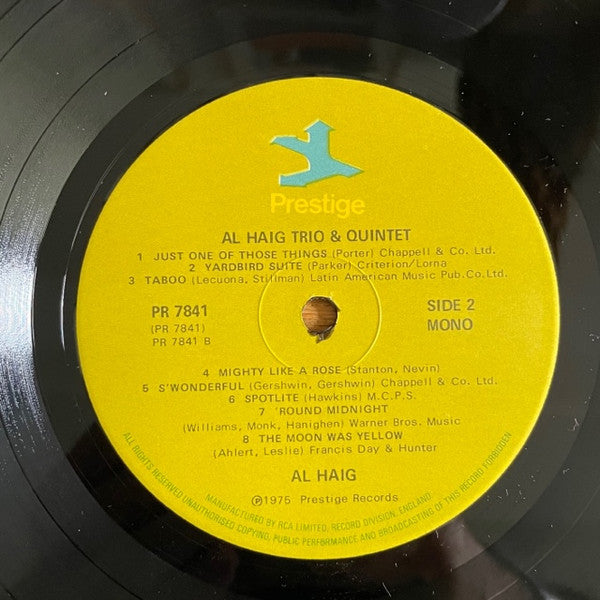 Prestige
AL HAIG TRIO & QUINTET
1 JUST ONE OF THOSE THINGS (Porter) Chappell & Co. Ltd.
2 YARDBIRD SUITE (Parker) Criterion/Lorna
3 TABOO (Lecuona, Stillman) Latin American Music Pub.Co.Ltd.
PR 7841
(PR 7841)
PR 7841 B
SIDE 2
MONO
4 MIGHTY LIKE A ROSE (Stanton, Nevin)
5 S'WONDERFUL (Gershwin, Gershwin) Chappell & Co. Ltd.
6 SPOTLITE (Hawkins) M.C.P.S.
7 'ROUND MIDNIGHT
(Williams, Monk, Hanighen) Warner Bros. Music
8 THE MOON WAS YELLOW
(Ahlert, Leslie) Francis Day & Hunter
AL HAIG
Ⓟ1975 Prestige Records
MANUFACTURED BY RCA LIMITED, RECORD DIVISION, ENGLAND.
ALL RIGHTS RESERVED UNAUTHORISED COPYING, PUBLIC PERFORMANCE AND BROADCASTING OF THIS RECORD FORBIDDEN